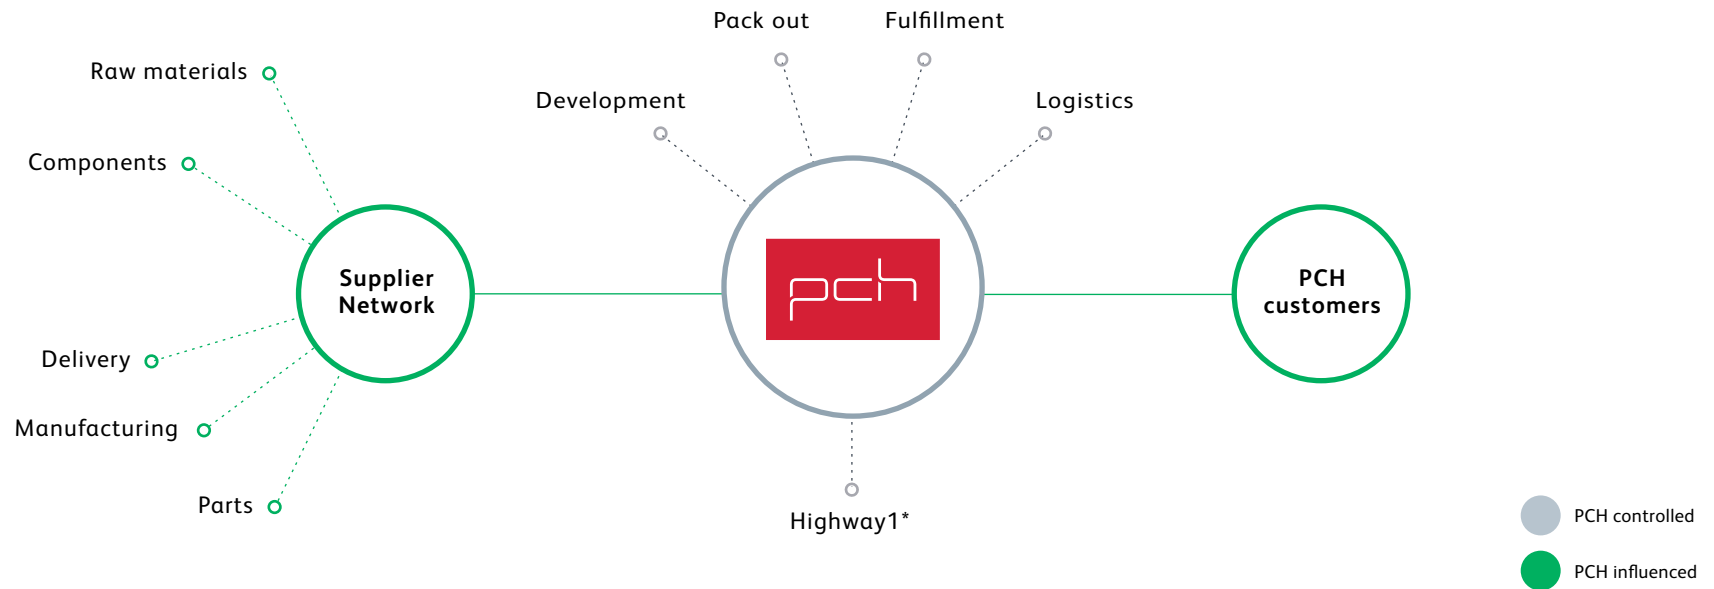 Pack out
Fulfillment
Raw materials
Development
Logistics
Components
Supplier
Network
pch
PCH
customers
Delivery
Manufacturing
Parts
Highway1*
PCH controlled
PCH influenced